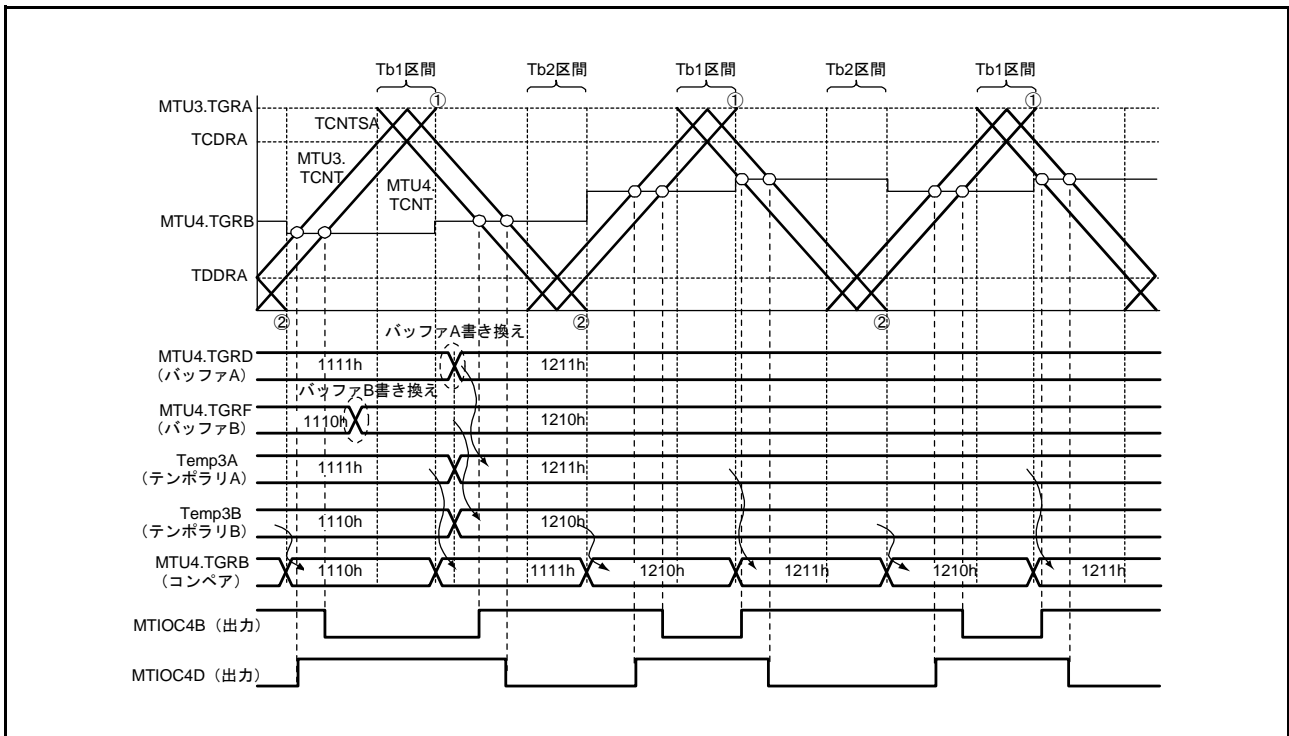 Tb1区間 Tb2区間 Tb1区間 Tb2区間 Tb1区間
MTU3.TGRA ① ① ①
TCNTSA
TCDRA
MTU3.
TCNT
MTU4.
TCNT
MTU4.TGRB
TDDRA
② ② ②
バッファA書き換え
MTU4.TGRD
(バッファA)
1111h 1211h
バッファB書き換え
MTU4.TGRF
(バッファB)
1110h 1210h
Temp3A
(テンポラリA)
1111h 1211h
Temp3B
(テンポラリB)
1110h 1210h
MTU4.TGRB
(コンペア)
1110h 1111h 1210h 1211h 1210h 1211h
MTIOC4B(出力)
MTIOC4D(出力)